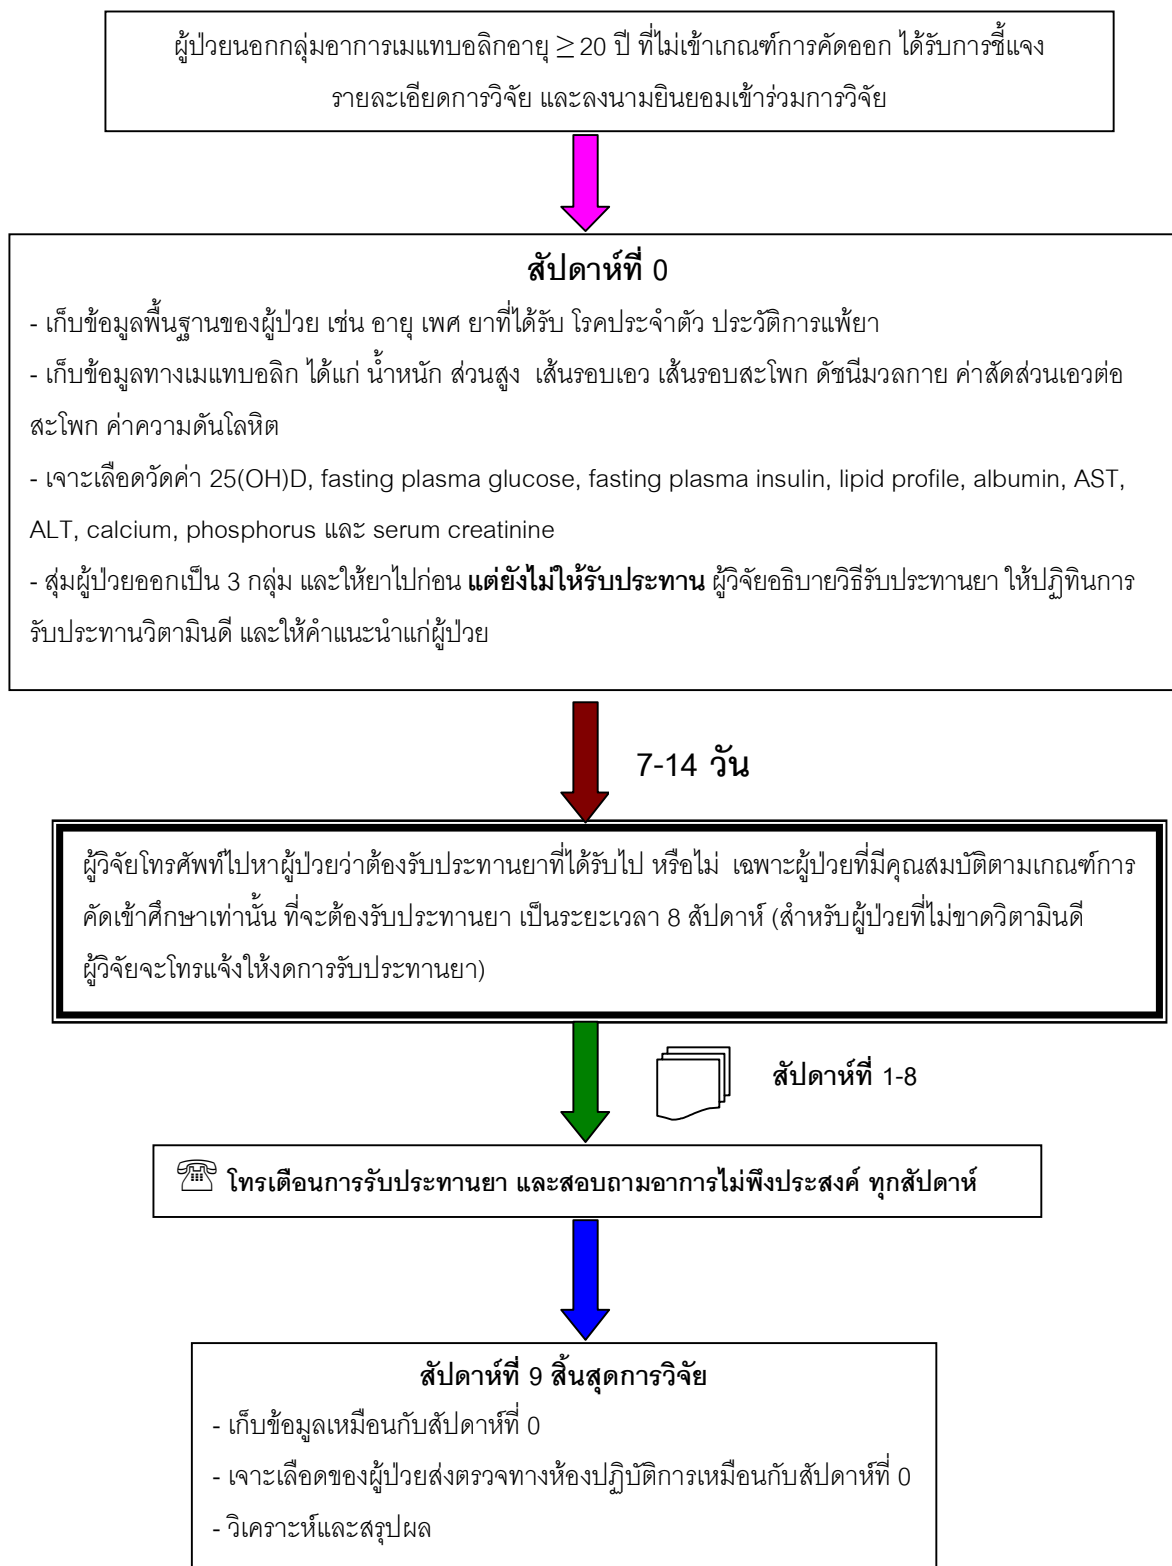 ผู้ป่วยนอกกลุ่มอาการเมแทบอลิกอายุ ≥ 20 ปี ที่ไม่เข้าเกณฑ์การคัดออก ได้รับการชี้แจง
รายละเอียดการวิจัย และลงนามยินยอมเข้าร่วมการวิจัย
สัปดาห์ที่ 0
- เก็บข้อมูลพื้นฐานของผู้ป่วย เช่น อายุ เพศ ยาที่ได้รับ โรคประจำตัว ประวัติการแพ้ยา
- เก็บข้อมูลทางเมแทบอลิก ได้แก่ น้ำหนัก ส่วนสูง เส้นรอบเอว เส้นรอบสะโพก ดัชนีมวลกาย ค่าสัดส่วนเอวต่อ
สะโพก ค่าความดันโลหิต
- เจาะเลือดวัดค่า 25(OH)D, fasting plasma glucose, fasting plasma insulin, lipid profile, albumin, AST,
ALT, calcium, phosphorus และ serum creatinine
- สุ่มผู้ป่วยออกเป็น 3 กลุ่ม และให้ยาไปก่อน แต่ยังไม่ให้รับประทาน ผู้วิจัยอธิบายวิธีรับประทานยา ให้ปฏิทินการ
รับประทานวิตามินดี และให้คำแนะนำแก่ผู้ป่วย
7-14 วัน
ผู้วิจัยโทรศัพท์ไปหาผู้ป่วยว่าต้องรับประทานยาที่ได้รับไป หรือไม่ เฉพาะผู้ป่วยที่มีคุณสมบัติตามเกณฑ์การ
คัดเข้าศึกษาเท่านั้น ที่จะต้องรับประทานยา เป็นระยะเวลา 8 สัปดาห์ (สำหรับผู้ป่วยที่ไม่ขาดวิตามินดี
ผู้วิจัยจะโทรแจ้งให้งดการรับประทานยา)
สัปดาห์ที่ 1-8
โทรเตือนการรับประทานยา และสอบถามอาการไม่พึงประสงค์ ทุกสัปดาห์
สัปดาห์ที่ 9 สิ้นสุดการวิจัย
- เก็บข้อมูลเหมือนกับสัปดาห์ที่ 0
- เจาะเลือดของผู้ป่วยส่งตรวจทางห้องปฏิบัติการเหมือนกับสัปดาห์ที่ 0
- วิเคราะห์และสรุปผล